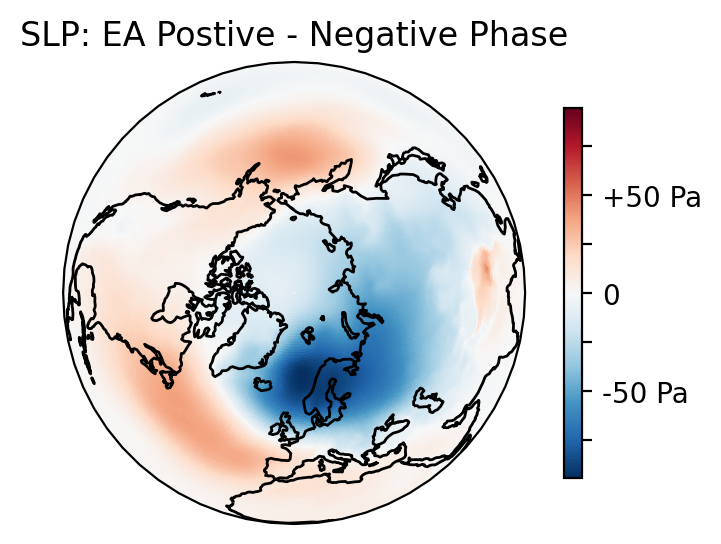 SLP: EA Postive - Negative Phase
+50 Pa
0
-50 Pa